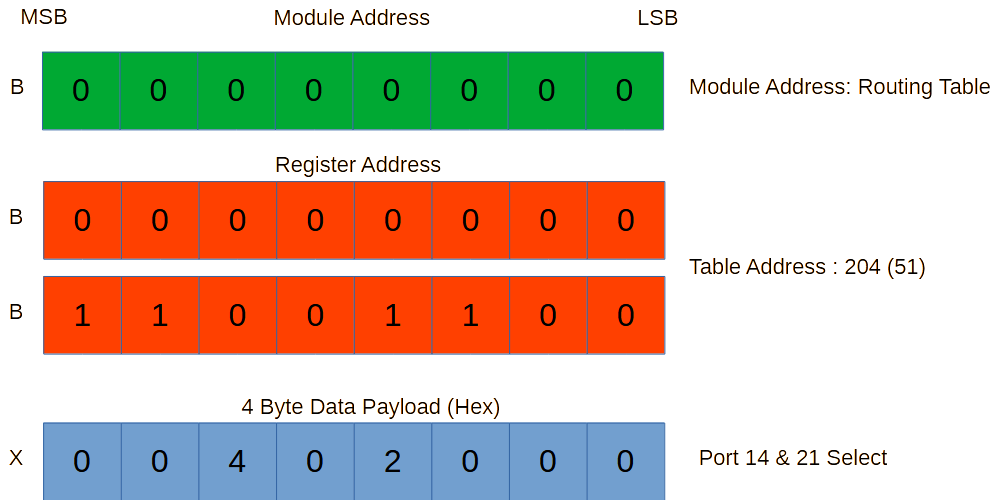 MSB Module Address LSB
B 0 0 0 0 0 0 0 0 Module Address: Routing Table
Register Address
B 0 0 0 0 0 0 0 0
Table Address : 204 (51)
B 1 1 0 0 1 1 0 0
4 Byte Data Payload (Hex)
X 0 0 4 0 2 0 0 0 Port 14 & 21 Select